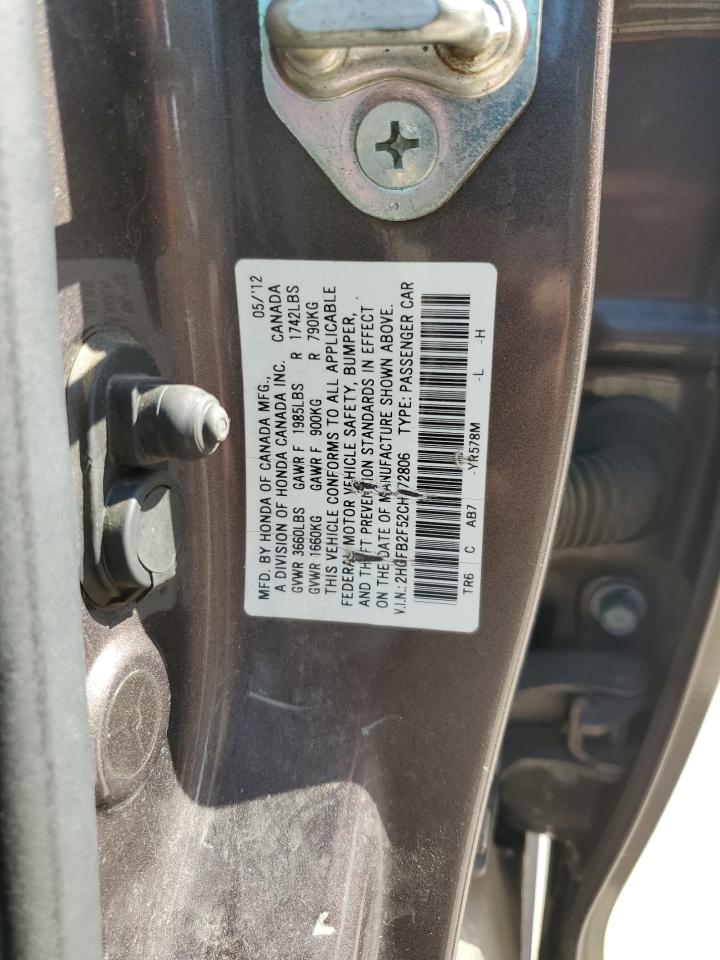 MFD. BY HONDA OF CANADA MFG., 05/'12
A DIVISION OF HONDA CANADA INC. CANADA
GVWR 3660LBS GAWR F 1985LBS R 1742LBS
GVWR 1660KG GAWR F 900KG R 790KG
THIS VEHICLE CONFORMS TO ALL APPLICABLE
FEDERAL MOTOR VEHICLE SAFETY, BUMPER,
AND THEFT PREVENTION STANDARDS IN EFFECT
ON THE DATE OF MANUFACTURE SHOWN ABOVE.
V.I.N.: TYPE: PASSENGER CAR
TR6 C AB7 -YR578M -L -H